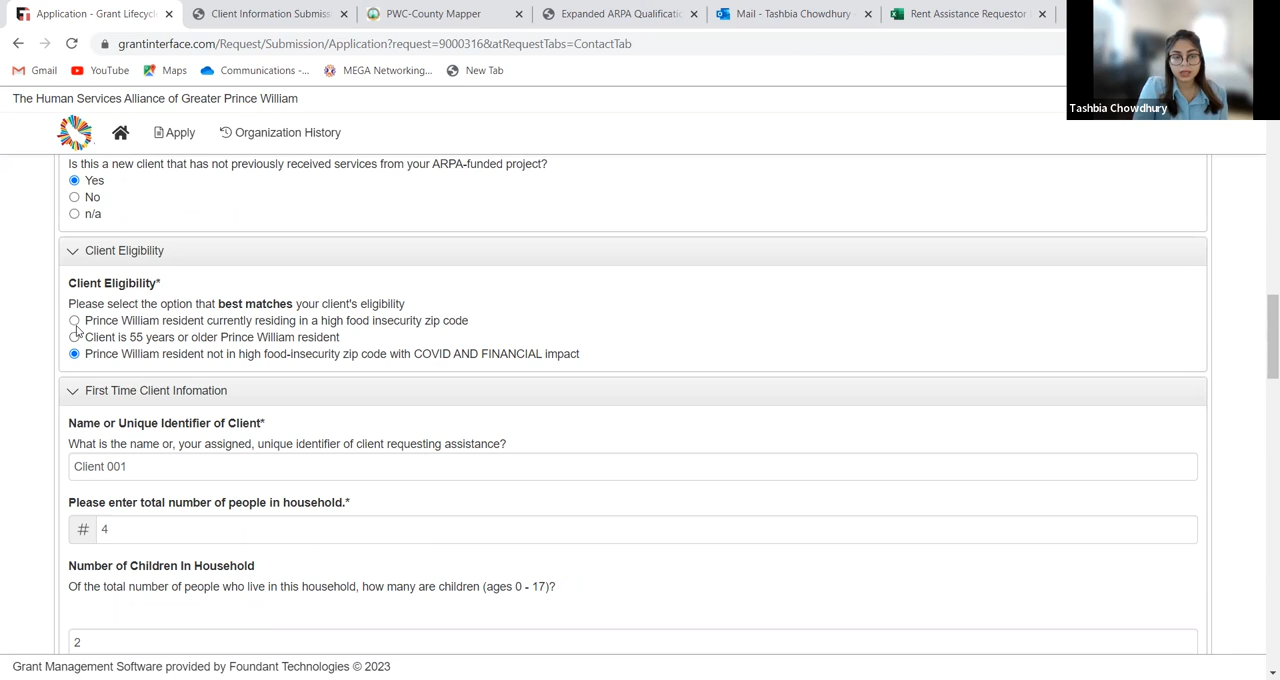 Application - Grant Lifecycl
Client Information Submiss
PWC-County Mapper
Expanded ARPA Qualificatio
Mail - Tashbia Chowdhury -
Rent Assistance Requestor
grantinterface.com/Request/Submission/Application?request=9000316&atRequestTabs=ContactTab
Gmail
YouTube
Maps
Communications -...
MEGA Networking...
New Tab
Tashbia Chowdhury
The Human Services Alliance of Greater Prince William
Apply
Organization History
Is this a new client that has not previously received services from your ARPA-funded project?
Yes
No
n/a
Client Eligibility
Client Eligibility*
Please select the option that best matches your client's eligibility
Prince William resident currently residing in a high food insecurity zip code
Client is 55 years or older Prince William resident
Prince William resident not in high food-insecurity zip code with COVID AND FINANCIAL impact
First Time Client Infomation
Name or Unique Identifier of Client*
What is the name or, your assigned, unique identifier of client requesting assistance?
Client 001
Please enter total number of people in household.*
# 4
Number of Children In Household
Of the total number of people who live in this household, how many are children (ages 0 - 17)?
2
Grant Management Software provided by Foundant Technologies © 2023